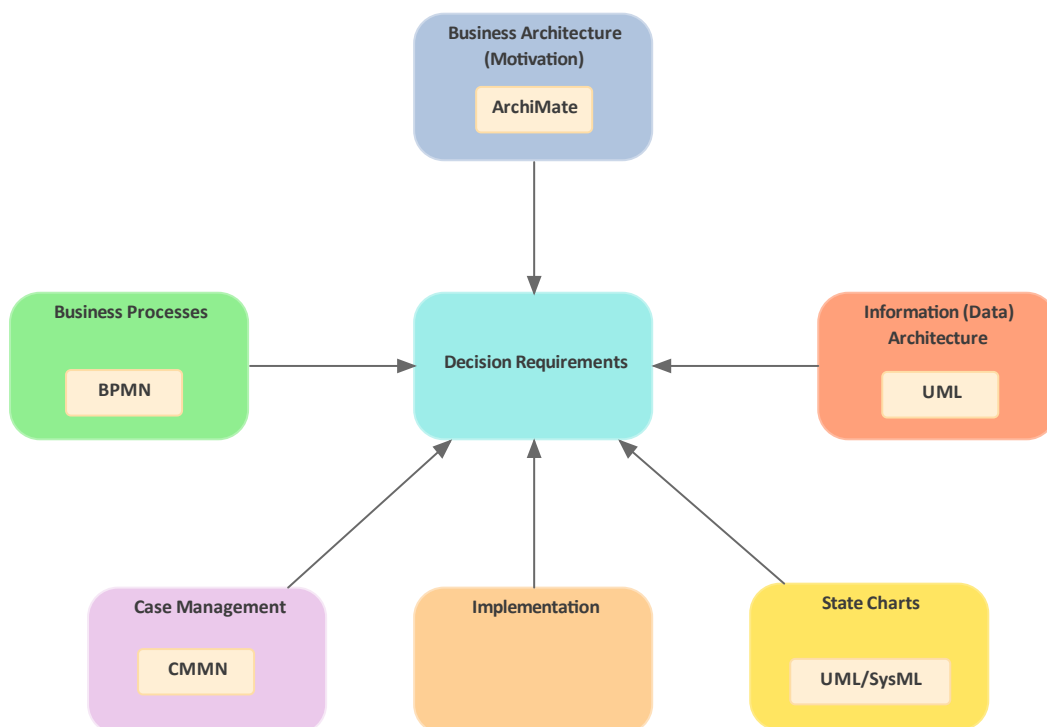 Business Architecture
(Motivation)
ArchiMate
Business Processes
BPMN
Decision Requirements
Information (Data)
Architecture
UML
Case Management
CMMN
Implementation
State Charts
UML/SysML